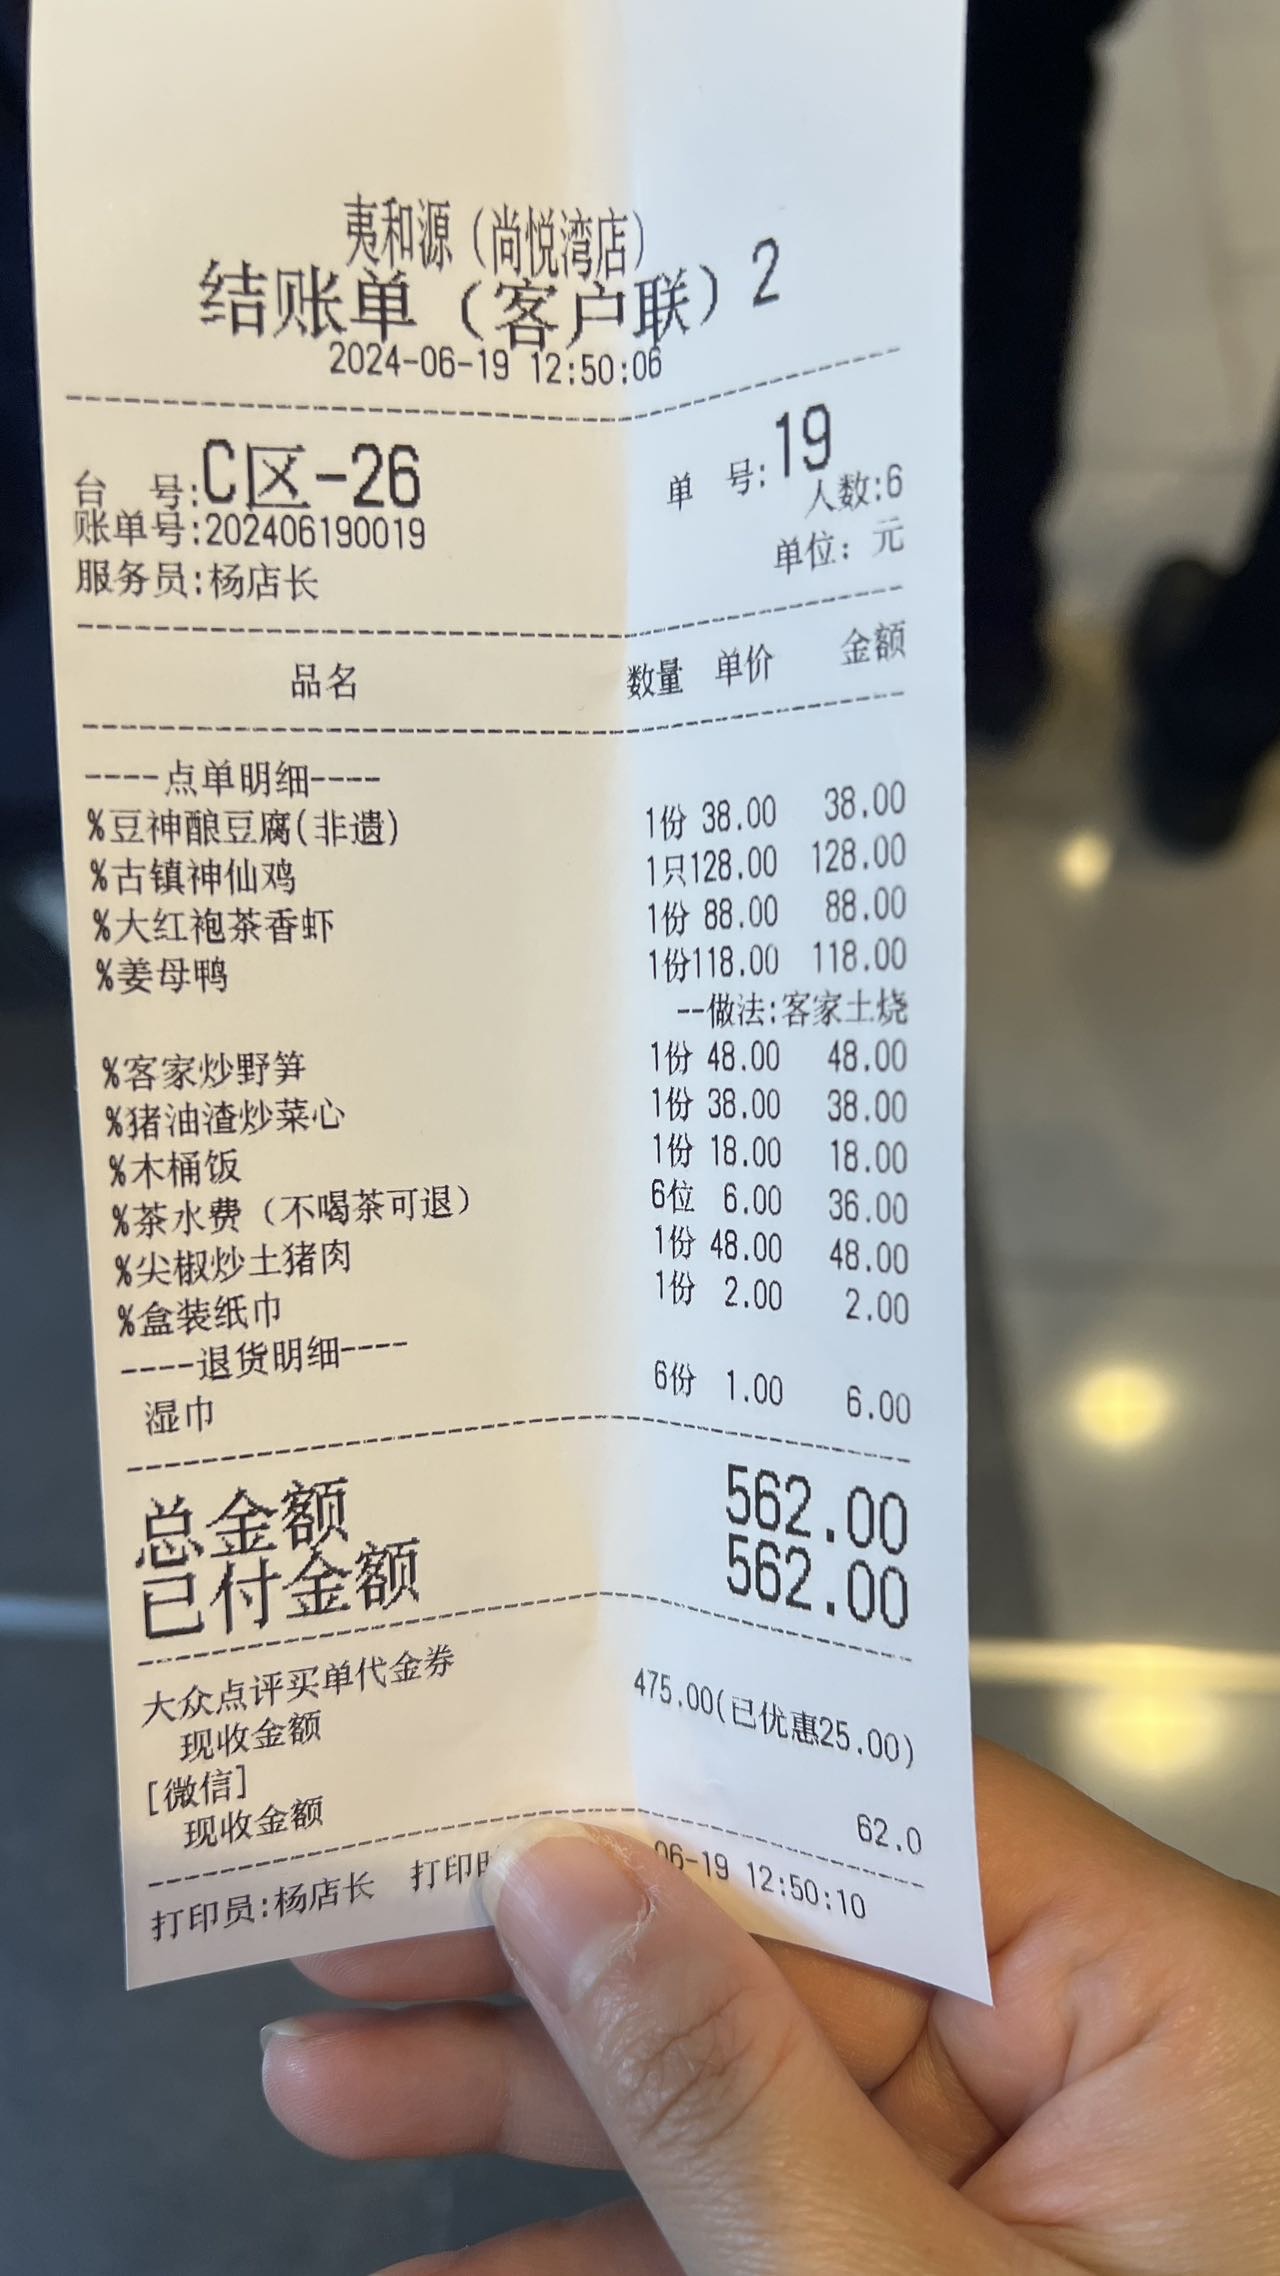 夷和源（尚悦湾店）
结账单（客户联）2
2024-06-19 12:50:06
台 号:C区-26 单 号:19
账单号:202406190019 人数:6
服务员:杨店长 单位：元
品名 数量 单价 金额
----点单明细----
%豆神酿豆腐(非遗) 1份 38.00 38.00
%古镇神仙鸡 1只128.00 128.00
%大红袍茶香虾 1份 88.00 88.00
%姜母鸭 1份118.00 118.00
--做法:客家土烧
%客家炒野笋 1份 48.00 48.00
%猪油渣炒菜心 1份 38.00 38.00
%木桶饭 1份 18.00 18.00
%茶水费（不喝茶可退） 6位 6.00 36.00
%尖椒炒土猪肉 1份 48.00 48.00
%盒装纸巾 1份 2.00 2.00
----退货明细----
湿巾 6份 1.00 6.00
总金额 562.00
已付金额 562.00
大众点评买单代金券
现收金额 475.00(已优惠25.00)
[微信]
现收金额 62.0
打印员:杨店长 打印 06-19 12:50:10